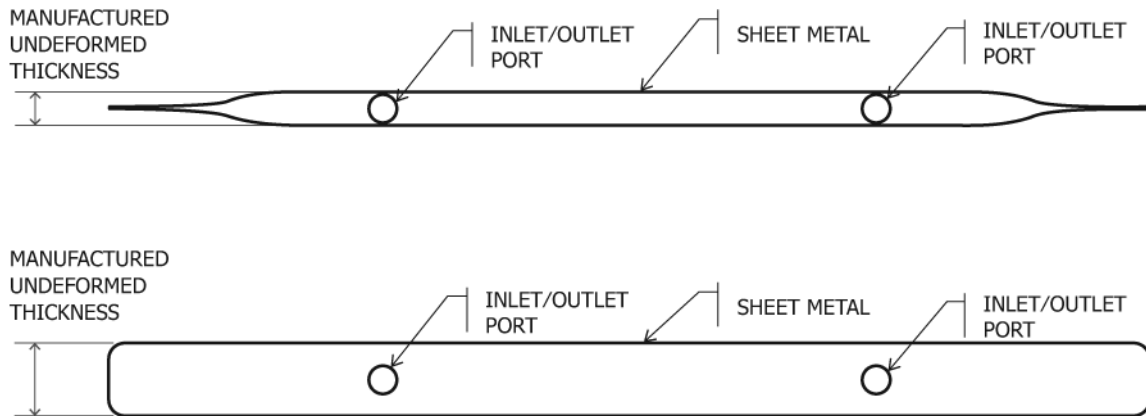 MANUFACTURED
UNDEFORMED
THICKNESS
INLET/OUTLET
PORT
SHEET METAL
INLET/OUTLET
PORT
MANUFACTURED
UNDEFORMED
THICKNESS
INLET/OUTLET
PORT
SHEET METAL
INLET/OUTLET
PORT